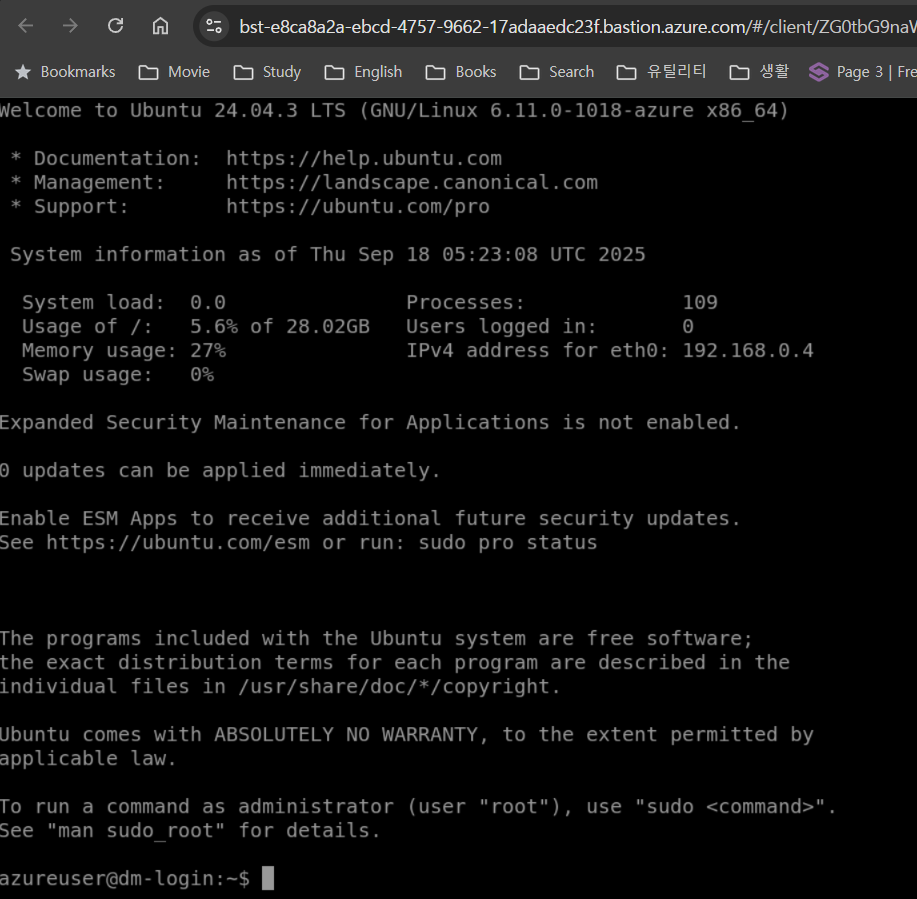 bst-e8ca8a2a-ebcd-4757-9662-17adaaedc23f.bastion.azure.com/#/client/ZG0tbG9naV
Bookmarks Movie Study English Books Search 유틸리티 생활 Page 3 | Fre
Welcome to Ubuntu 24.04.3 LTS (GNU/Linux 6.11.0-1018-azure x86_64)
* Documentation: https://help.ubuntu.com
* Management: https://landscape.canonical.com
* Support: https://ubuntu.com/pro
System information as of Thu Sep 18 05:23:08 UTC 2025
System load: 0.0 Processes: 109
Usage of /: 5.6% of 28.02GB Users logged in: 0
Memory usage: 27% IPv4 address for eth0: 192.168.0.4
Swap usage: 0%
Expanded Security Maintenance for Applications is not enabled.
0 updates can be applied immediately.
Enable ESM Apps to receive additional future security updates.
See https://ubuntu.com/esm or run: sudo pro status
The programs included with the Ubuntu system are free software;
the exact distribution terms for each program are described in the
individual files in /usr/share/doc/*/copyright.
Ubuntu comes with ABSOLUTELY NO WARRANTY, to the extent permitted by
applicable law.
To run a command as administrator (user "root"), use "sudo <command>".
See "man sudo_root" for details.
azureuser@dm-login:~$